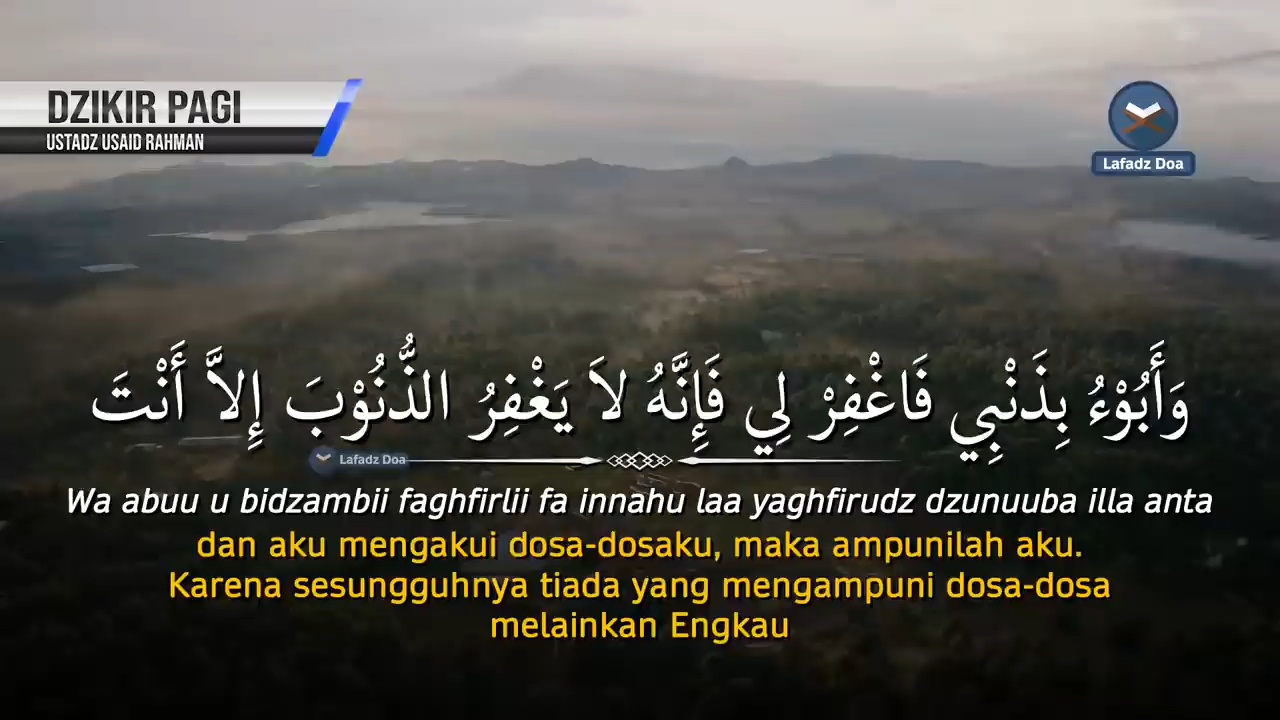 DZIKIR PAGI
USTADZ USAID RAHMAN
Lafadz Doa
وَأَبُوْءُ بِذَنْبِي فَاغْفِرْ لِي فَإِنَّهُ لاَ يَغْفِرُ الذُّنُوْبَ إِلاَّ أَنْتَ
Lafadz Doa
Wa abuu u bidzambii faghfirlii fa innahu laa yaghfirudz dzunuuba illa anta
dan aku mengakui dosa-dosaku, maka ampunilah aku.
Karena sesungguhnya tiada yang mengampuni dosa-dosa
melainkan Engkau